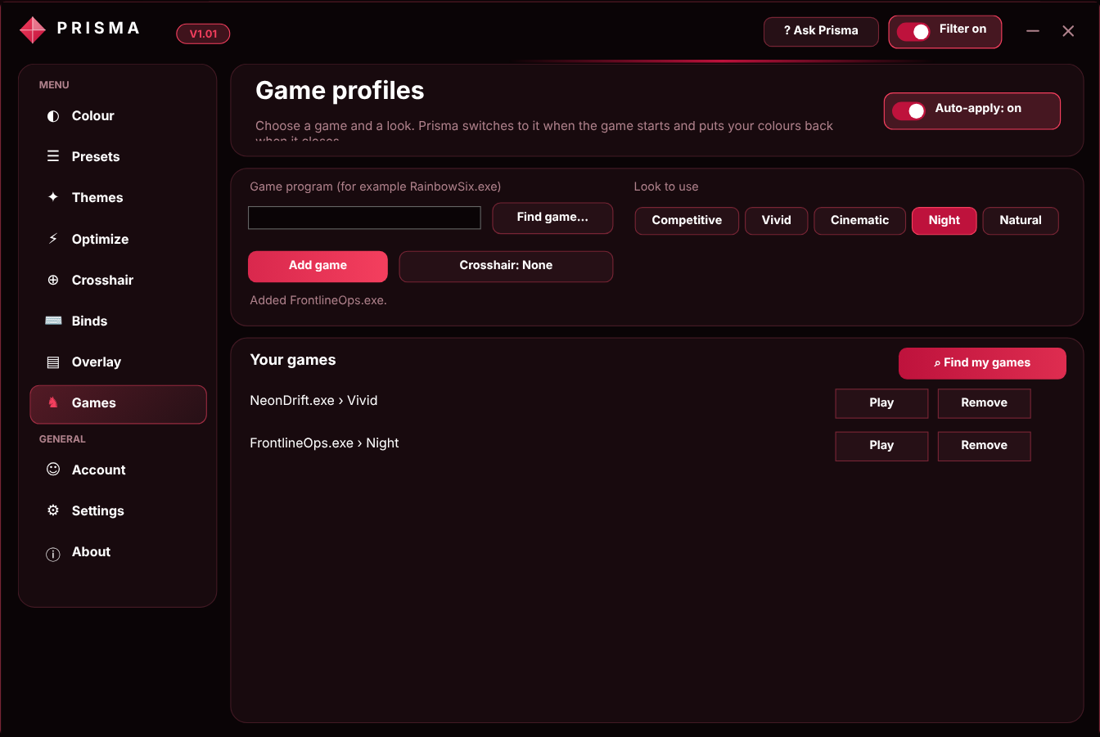 PRISMA
V1.01
? Ask Prisma
Filter on
MENU
Colour
Presets
Themes
Optimize
Crosshair
Binds
Overlay
Games
GENERAL
Account
Settings
About
Game profiles
Choose a game and a look. Prisma switches to it when the game starts and puts your colours back
when it closes.
Auto-apply: on
Game program (for example RainbowSix.exe)
Find game...
Add game
Crosshair: None
Added FrontlineOps.exe.
Look to use
Competitive
Vivid
Cinematic
Night
Natural
Your games
Find my games
NeonDrift.exe › Vivid
Play
Remove
FrontlineOps.exe › Night
Play
Remove